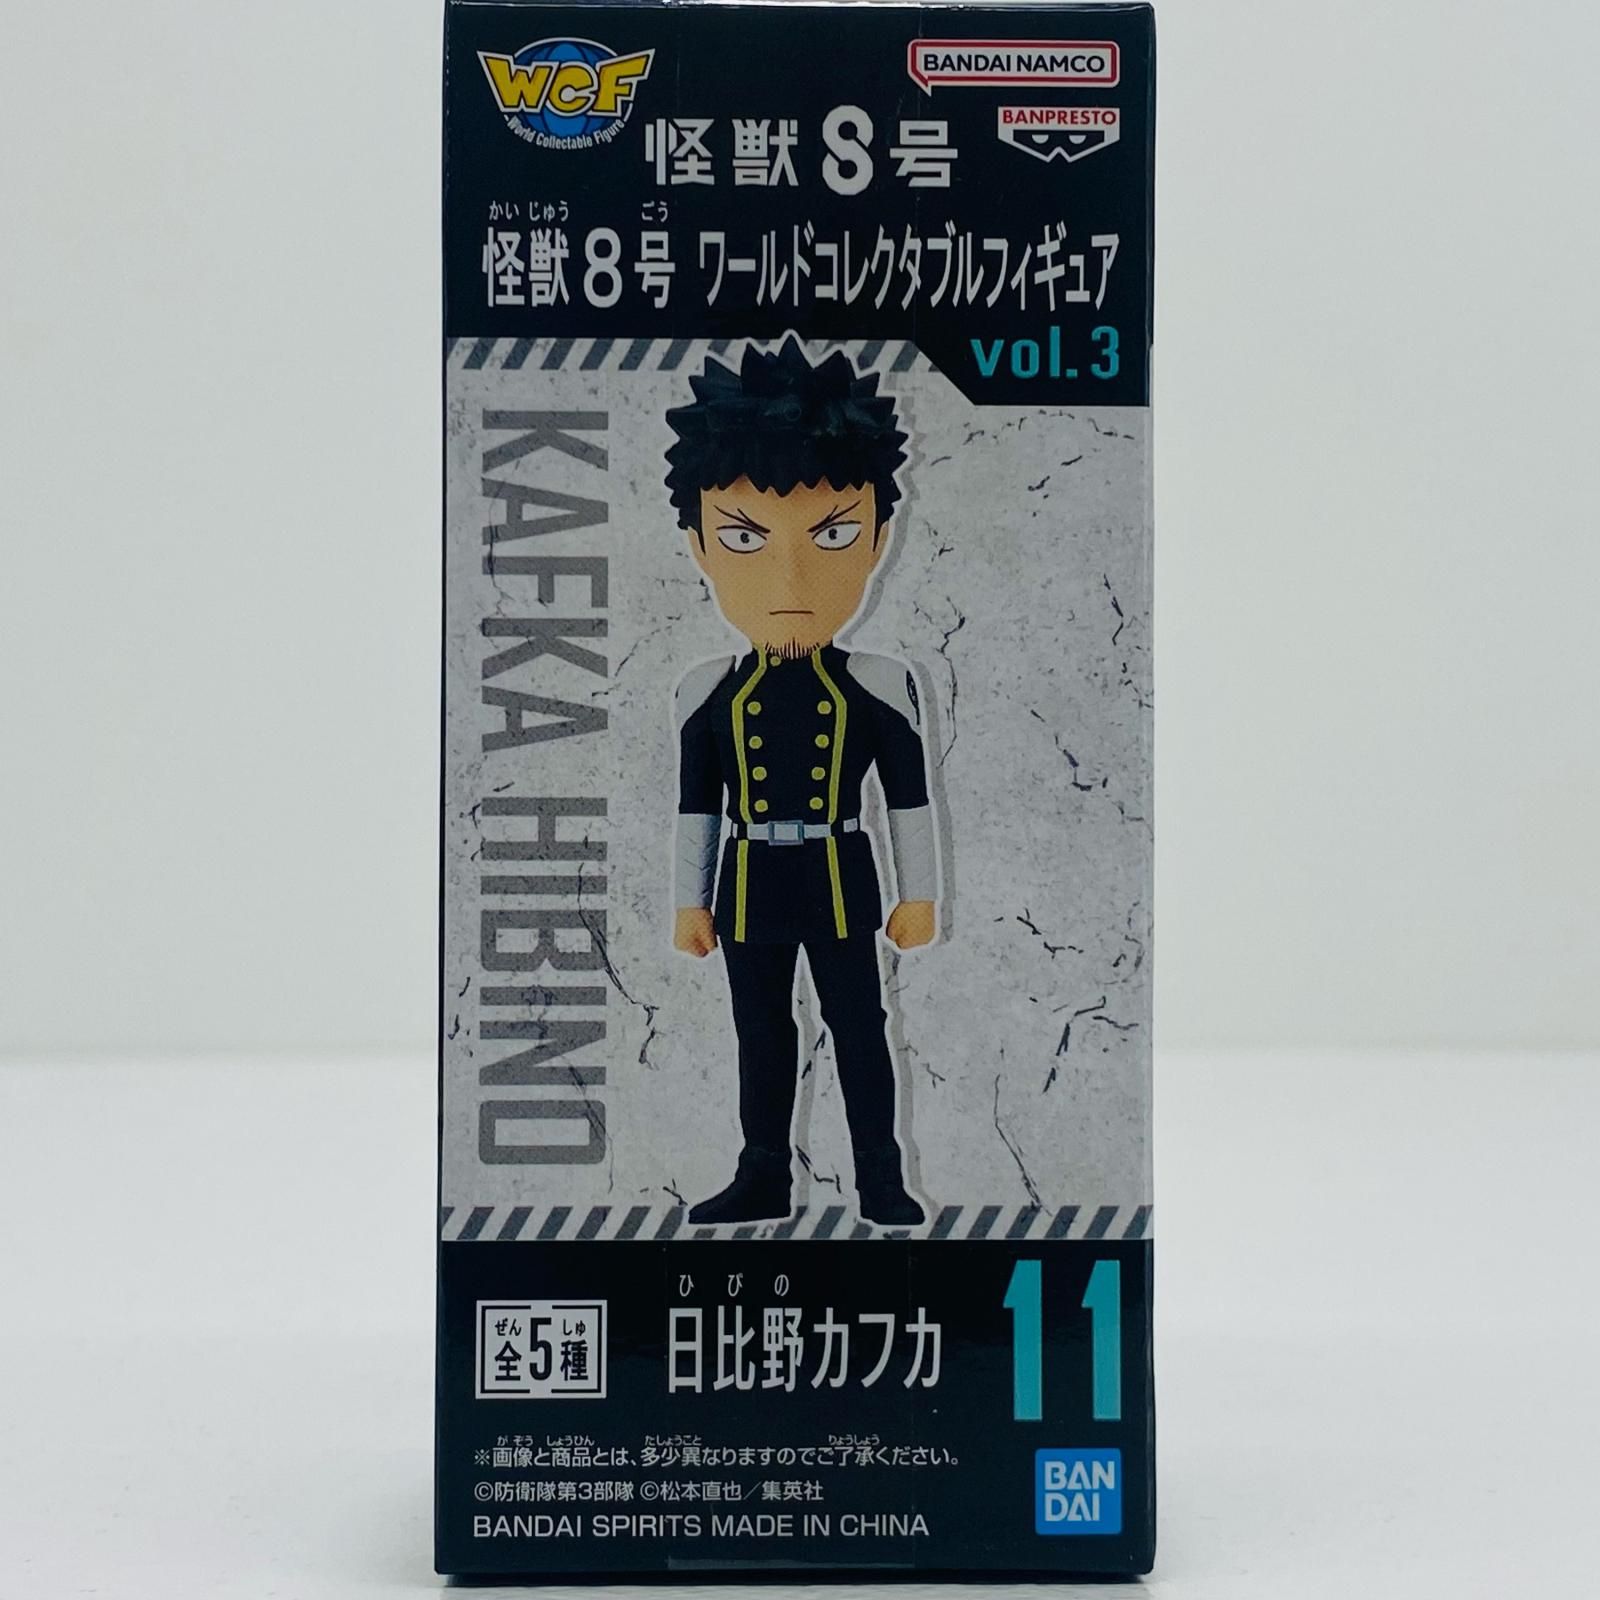 WCF
World Collectable Figure
BANDAI NAMCO
BANPRESTO
怪獣8号
かいじゅう ごう
怪獣8号 ワールドコレクタブルフィギュア
vol.3
KAFKA HIBINO
ぜん しゅ
全5種
ひびの
日比野カフカ
11
がぞう しょうひん たしょうこと りょうしょう
※画像と商品とは、多少異なりますのでご了承ください。
©防衛隊第3部隊 ©松本直也／集英社
BANDAI SPIRITS MADE IN CHINA
BAN
DAI